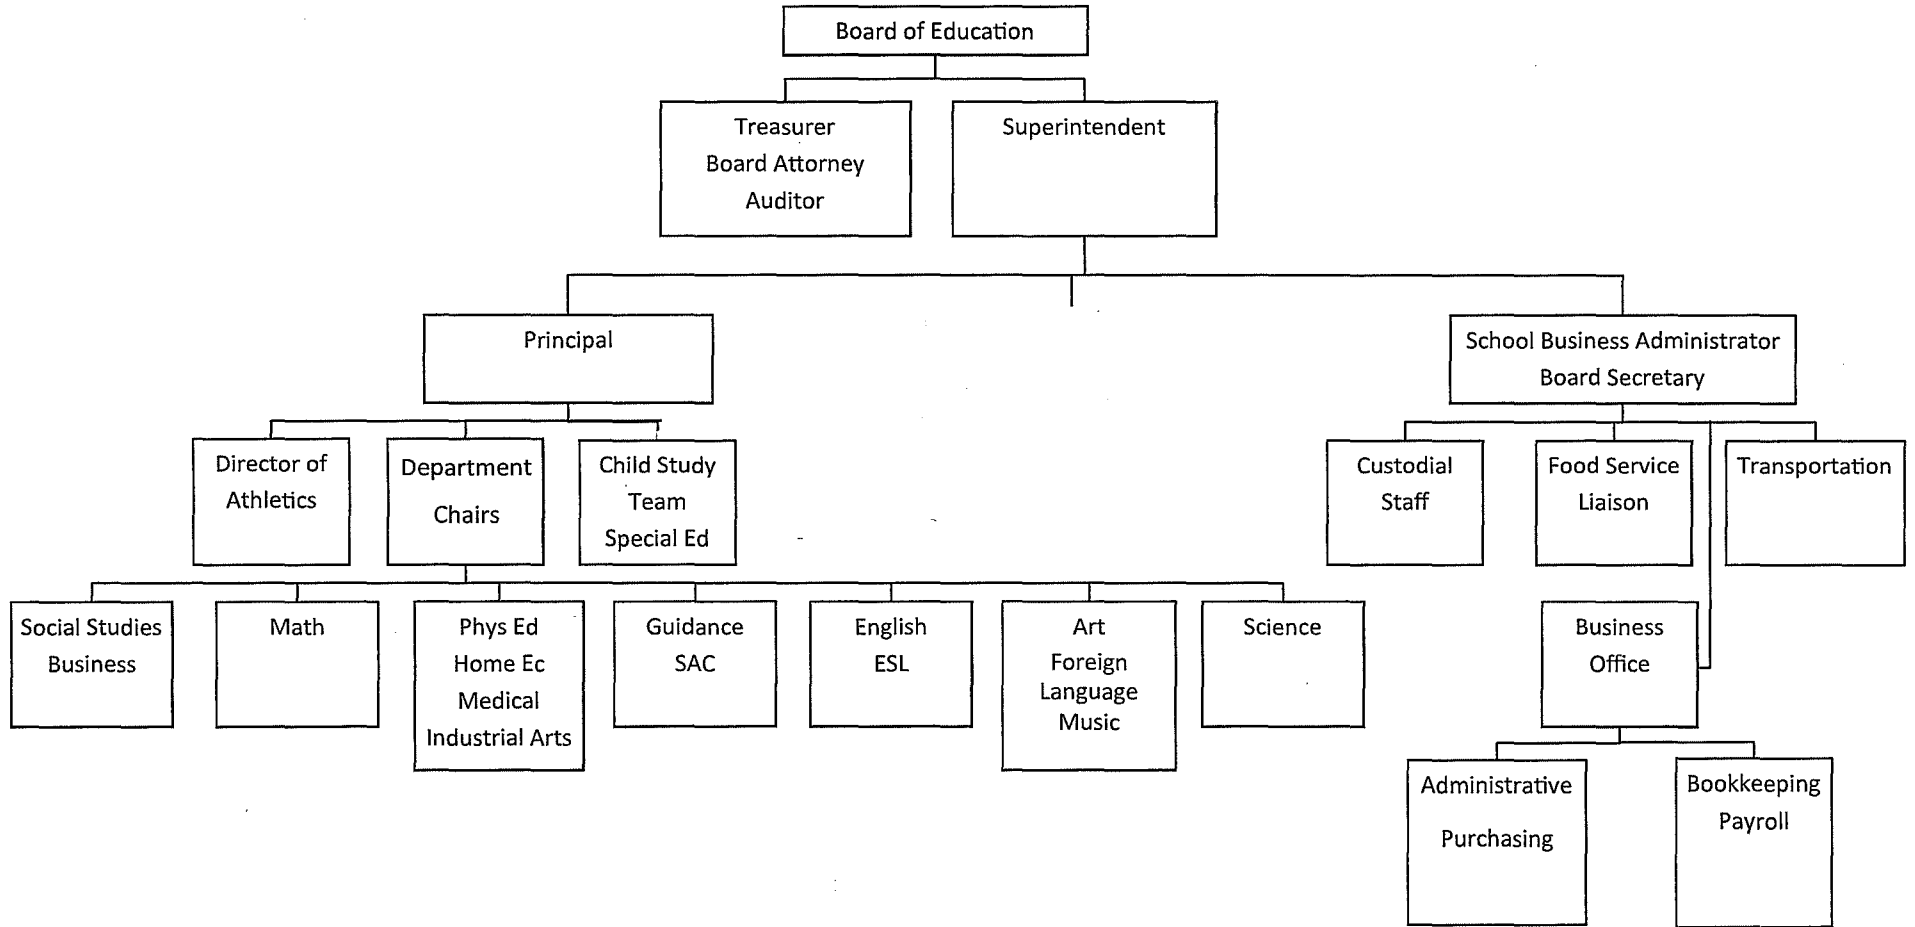 Board of Education
Treasurer
Board Attorney
Auditor
Superintendent
Principal
School Business Administrator
Board Secretary
Director of
Athletics
Department
Chairs
Child Study
Team
Special Ed
Custodial
Staff
Food Service
Liaison
Transportation
Social Studies
Business
Math
Phys Ed
Home Ec
Medical
Industrial Arts
Guidance
SAC
English
ESL
Art
Foreign
Language
Music
Science
Business
Office
Administrative
Purchasing
Bookkeeping
Payroll